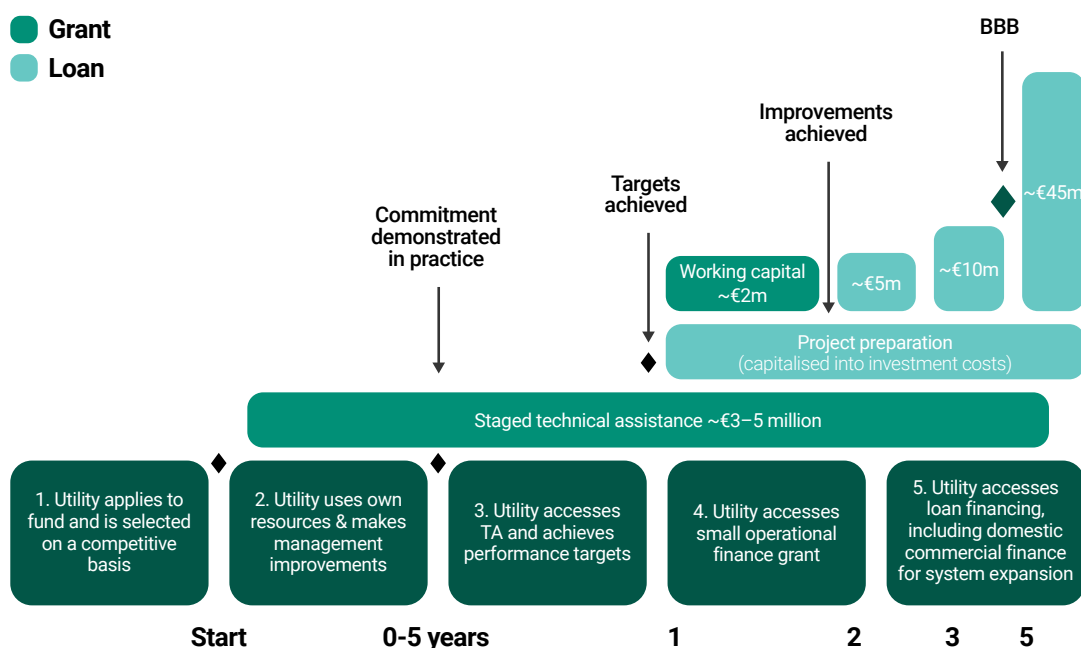 Grant
Loan
BBB
Improvements
achieved
Targets
achieved
Commitment
demonstrated
in practice
~€45m
Working capital
~€2m
~€5m
~€10m
Project preparation
(capitalised into investment costs)
Staged technical assistance ~€3–5 million
1. Utility applies to
fund and is selected
on a competitive
basis
2. Utility uses own
resources & makes
management
improvements
3. Utility accesses
TA and achieves
performance targets
4. Utility accesses
small operational
finance grant
5. Utility accesses
loan financing,
including domestic
commercial finance
for system expansion
Start
0-5 years
1
2
3
5